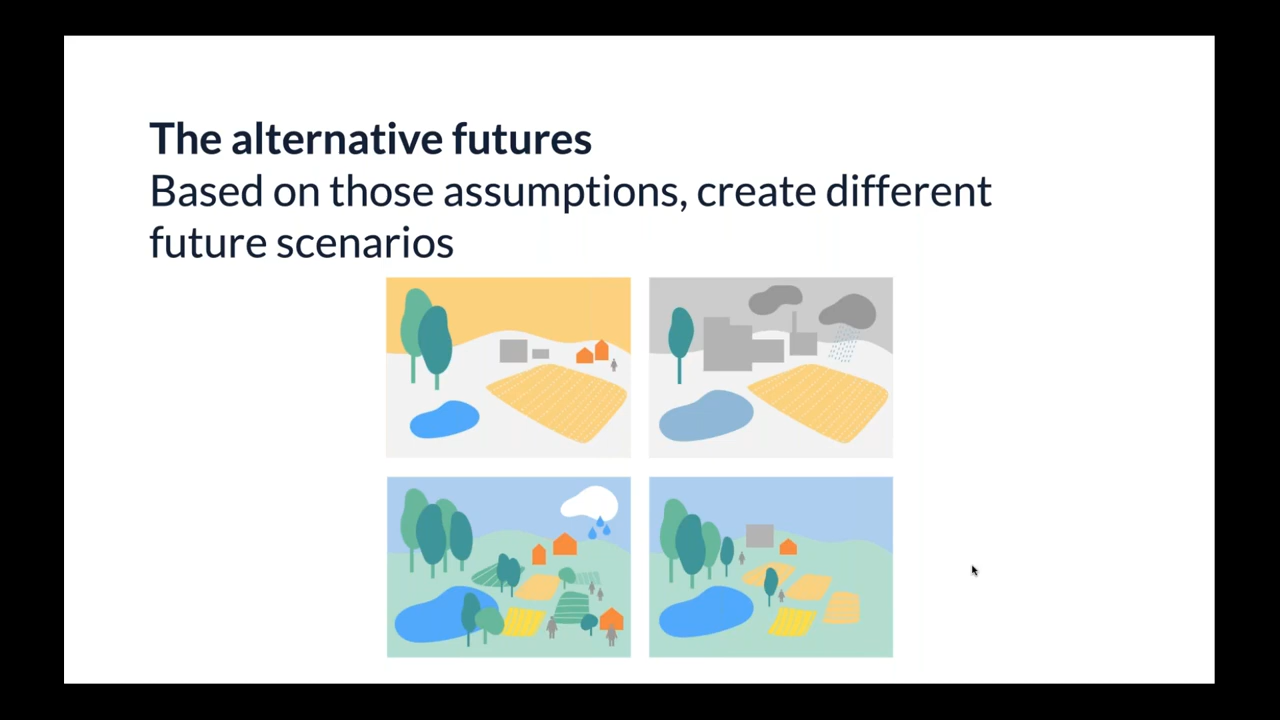 The alternative futures
Based on those assumptions, create different
future scenarios